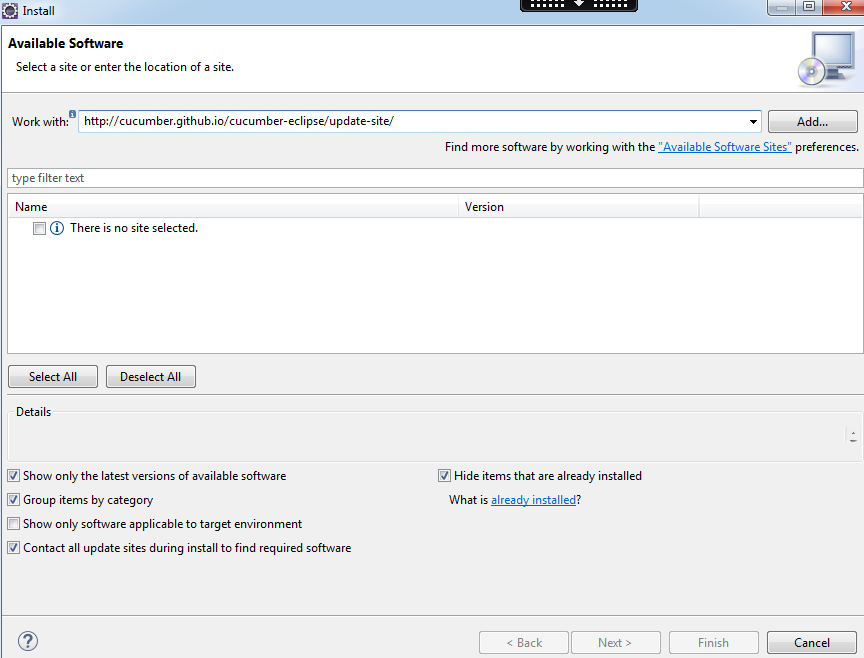 Install
Available Software
Select a site or enter the location of a site.
Work with: http://cucumber.github.io/cucumber-eclipse/update-site/ Add...
Find more software by working with the "Available Software Sites" preferences.
type filter text
Name Version
There is no site selected.
Select All Deselect All
Details
Show only the latest versions of available software Hide items that are already installed
Group items by category What is already installed?
Show only software applicable to target environment
Contact all update sites during install to find required software
? < Back Next > Finish Cancel